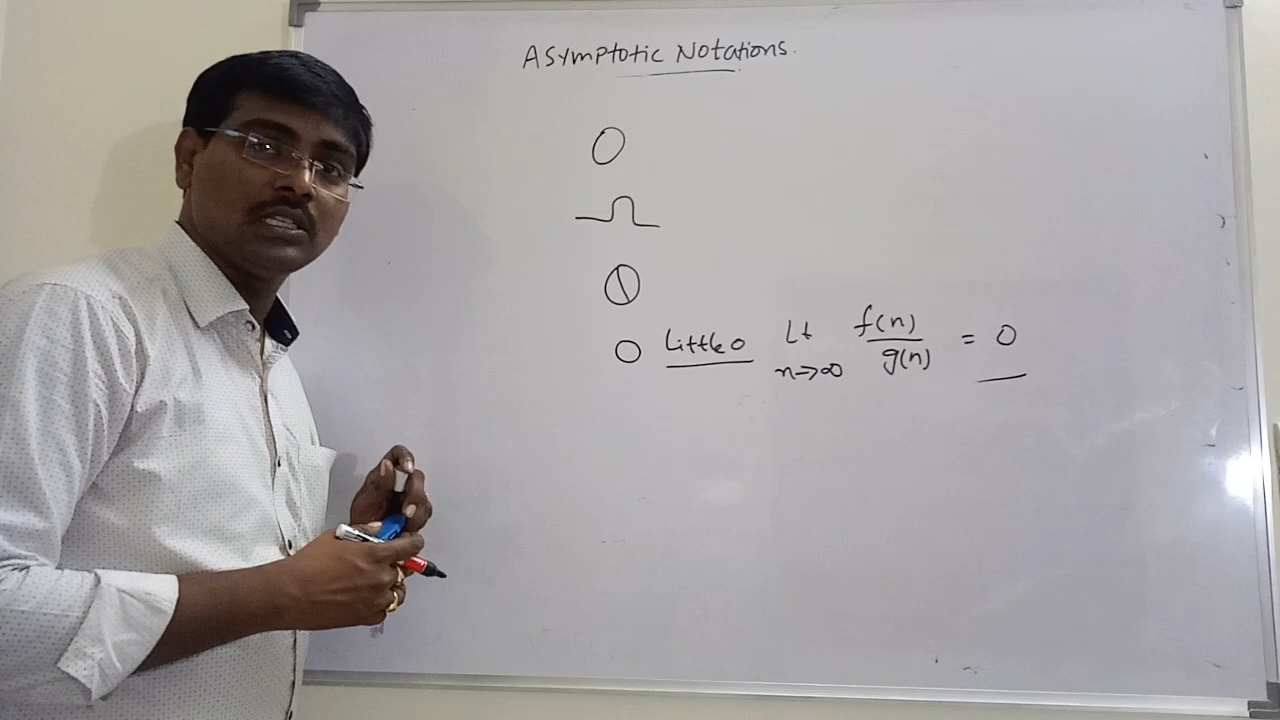 Asymptotic Notations.
O
Ω
Θ
o Little o Lt n→∞ f(n)/g(n) = 0